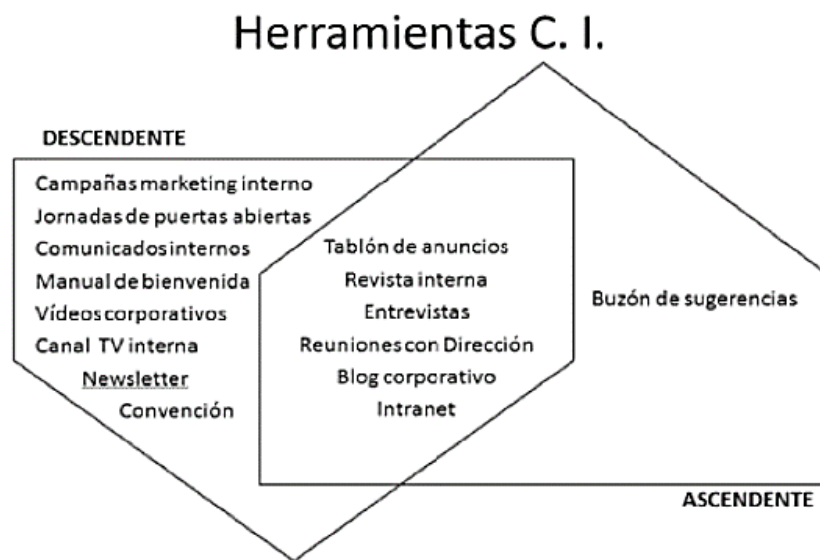 Herramientas C. I.
DESCENDENTE
Campañas marketing interno
Jornadas de puertas abiertas
Comunicados internos
Manual de bienvenida
Vídeos corporativos
Canal TV interna
Newsletter
Convención
Tablón de anuncios
Revista interna
Entrevistas
Reuniones con Dirección
Blog corporativo
Intranet
Buzón de sugerencias
ASCENDENTE